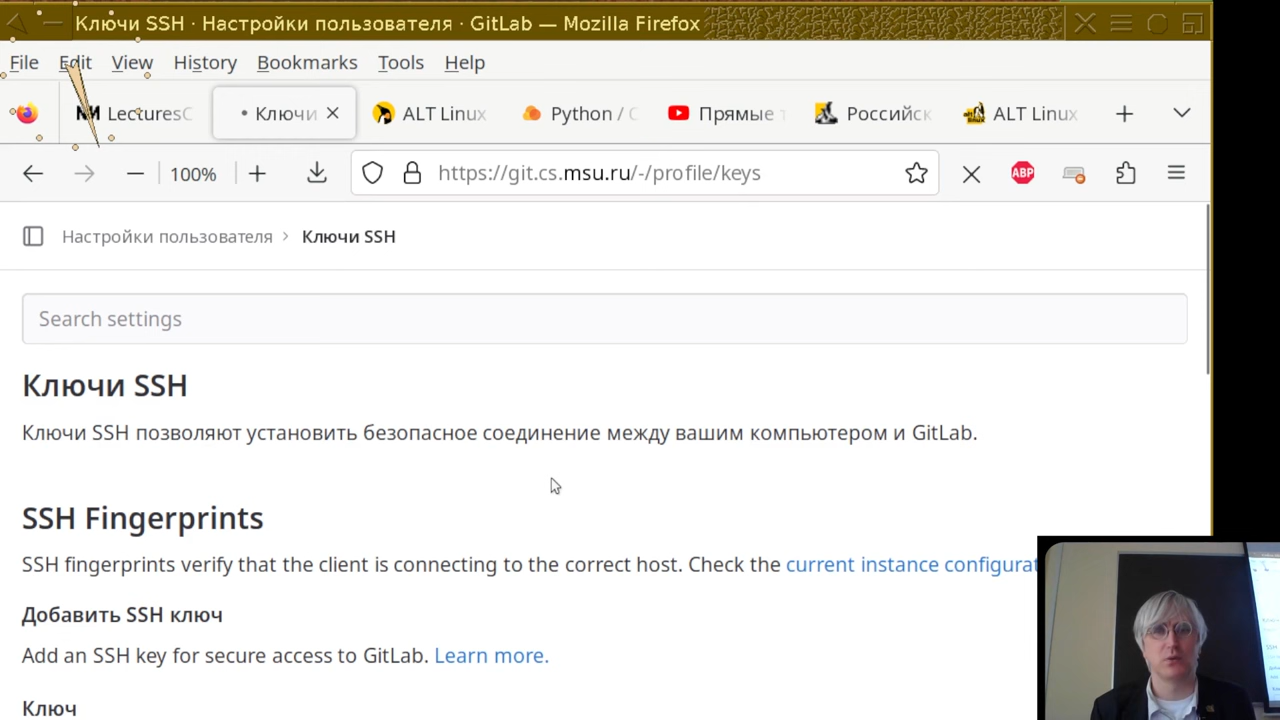 Ключи SSH · Настройки пользователя · GitLab — Mozilla Firefox
File Edit View History Bookmarks Tools Help
LecturesC Ключи ALT Linux Python / C Прямые т Российск ALT Linux
100% https://git.cs.msu.ru/-/profile/keys ABP
Настройки пользователя › Ключи SSH
Search settings
Ключи SSH
Ключи SSH позволяют установить безопасное соединение между вашим компьютером и GitLab.
SSH Fingerprints
SSH fingerprints verify that the client is connecting to the correct host. Check the current instance configurat
Добавить SSH ключ
Add an SSH key for secure access to GitLab. Learn more.
Ключ